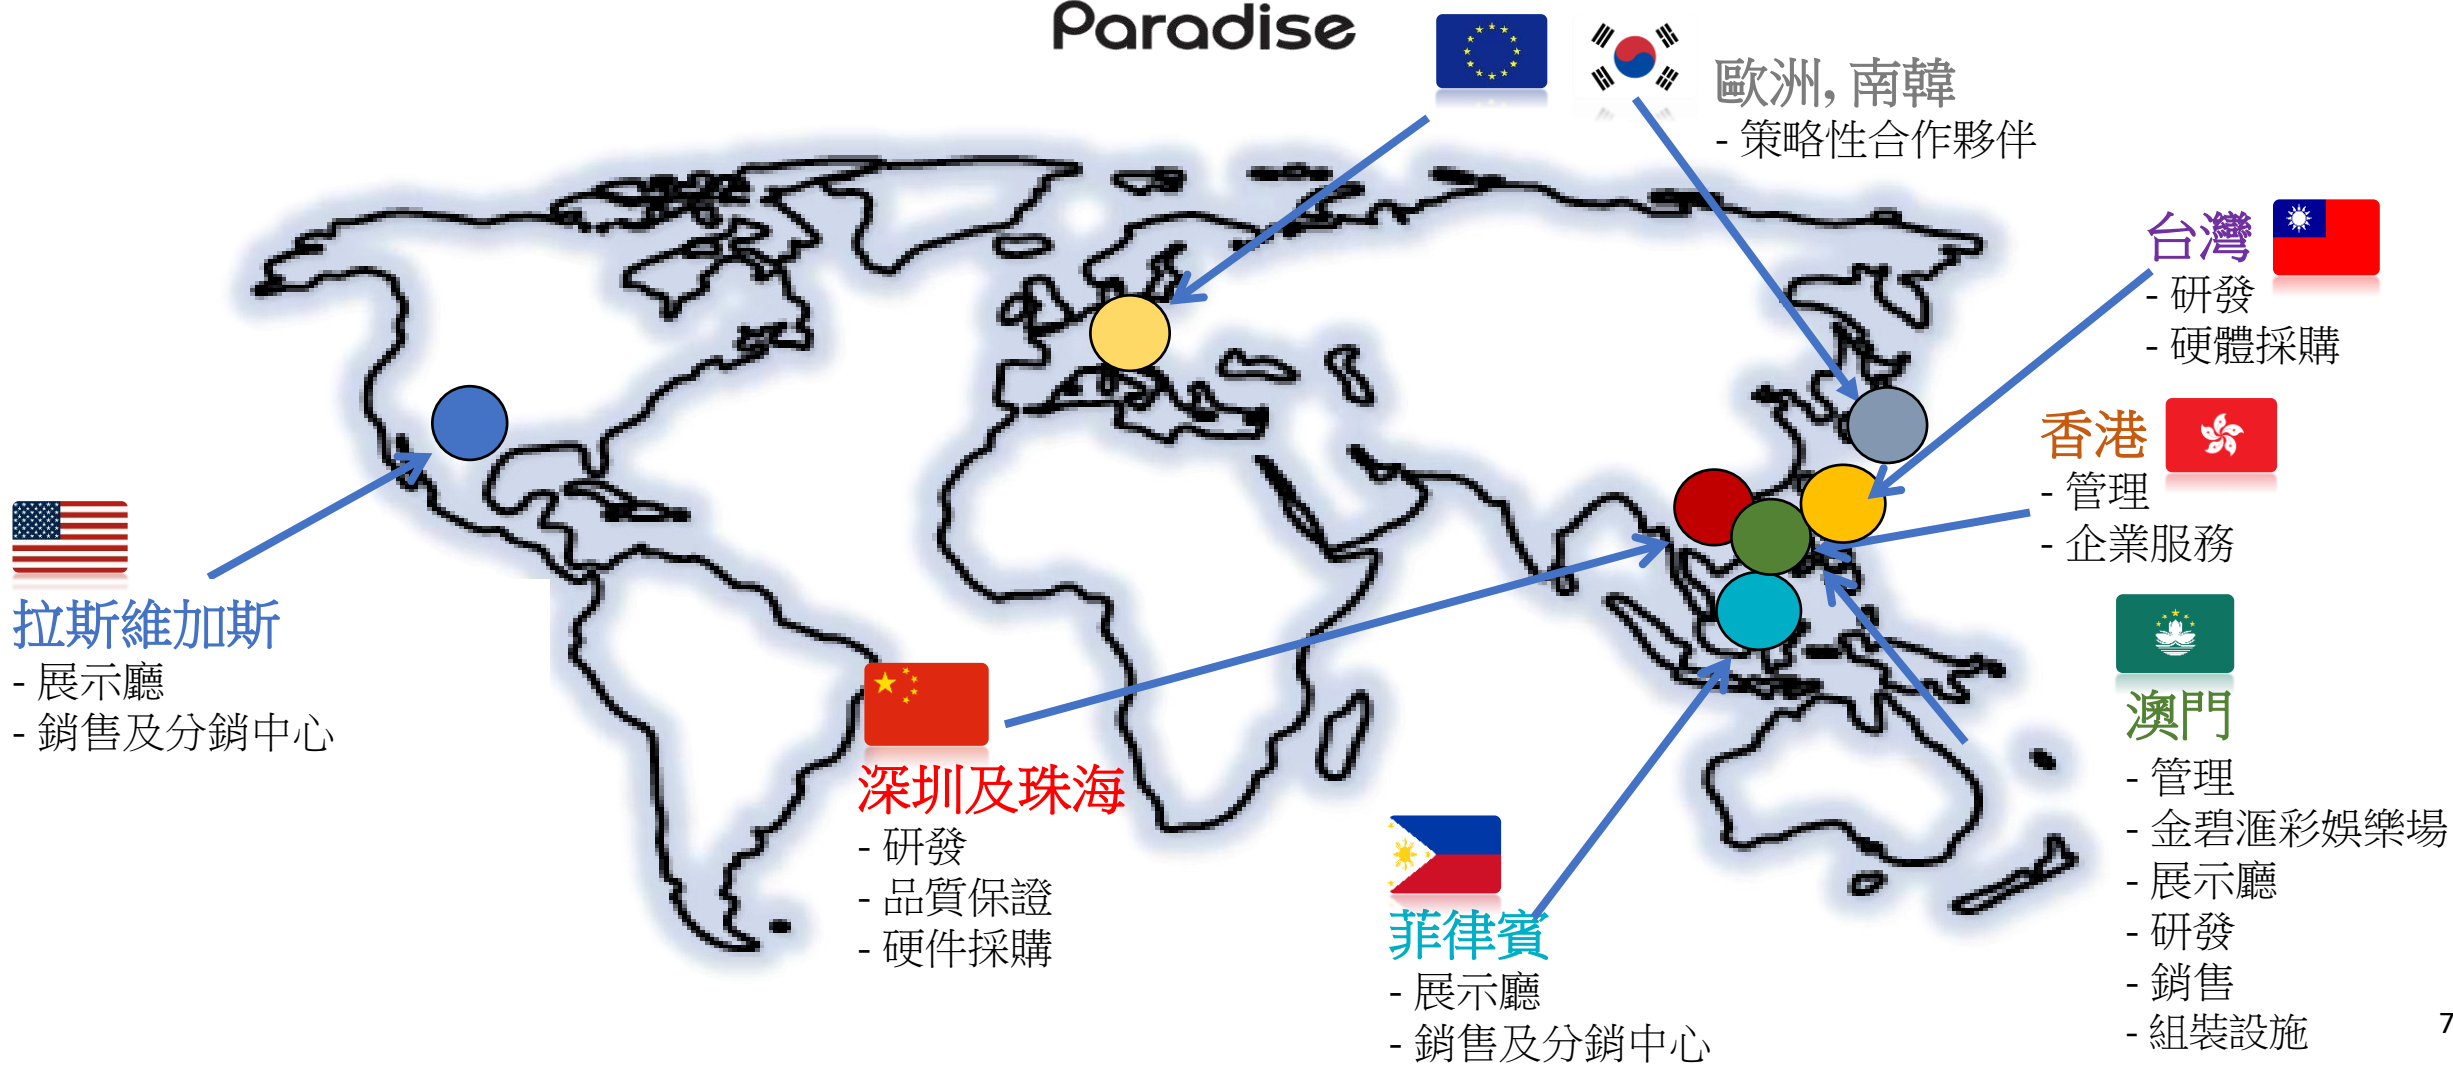 Paradise
歐洲, 南韓
- 策略性合作夥伴
台灣
- 研發
- 硬體採購
香港
- 管理
- 企業服務
拉斯維加斯
- 展示廳
- 銷售及分銷中心
深圳及珠海
- 研發
- 品質保證
- 硬件採購
菲律賓
- 展示廳
- 銷售及分銷中心
澳門
- 管理
- 金碧滙彩娛樂場
- 展示廳
- 研發
- 銷售
- 組裝設施
7